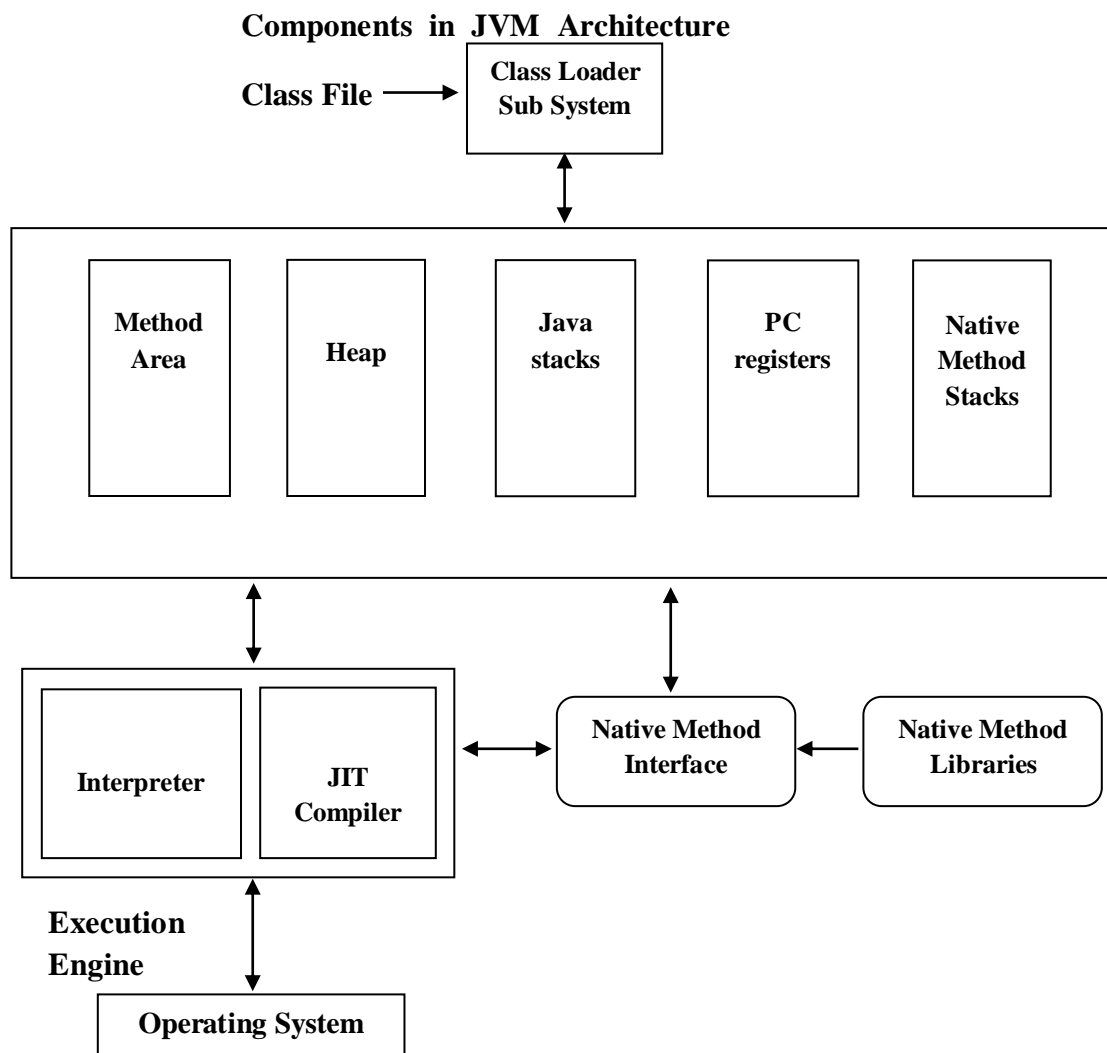 Components in JVM Architecture
Class File
Class Loader
Sub System
Method
Area
Heap
Java
stacks
PC
registers
Native
Method
Stacks
Interpreter
JIT
Compiler
Native Method
Interface
Native Method
Libraries
Execution
Engine
Operating System